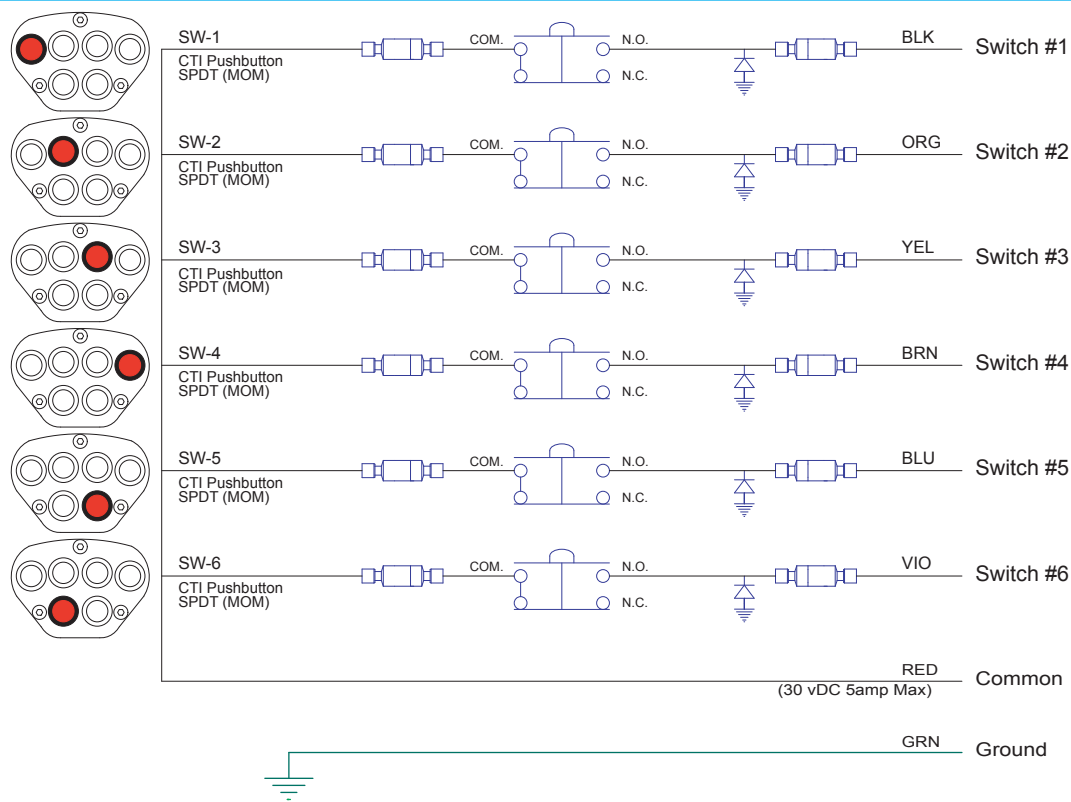 SW-1
CTI Pushbutton
SPDT (MOM)
COM.
N.O.
N.C.
BLK
Switch #1
SW-2
CTI Pushbutton
SPDT (MOM)
COM.
N.O.
N.C.
ORG
Switch #2
SW-3
CTI Pushbutton
SPDT (MOM)
COM.
N.O.
N.C.
YEL
Switch #3
SW-4
CTI Pushbutton
SPDT (MOM)
COM.
N.O.
N.C.
BRN
Switch #4
SW-5
CTI Pushbutton
SPDT (MOM)
COM.
N.O.
N.C.
BLU
Switch #5
SW-6
CTI Pushbutton
SPDT (MOM)
COM.
N.O.
N.C.
VIO
Switch #6
RED
(30 vDC 5amp Max)
Common
GRN
Ground